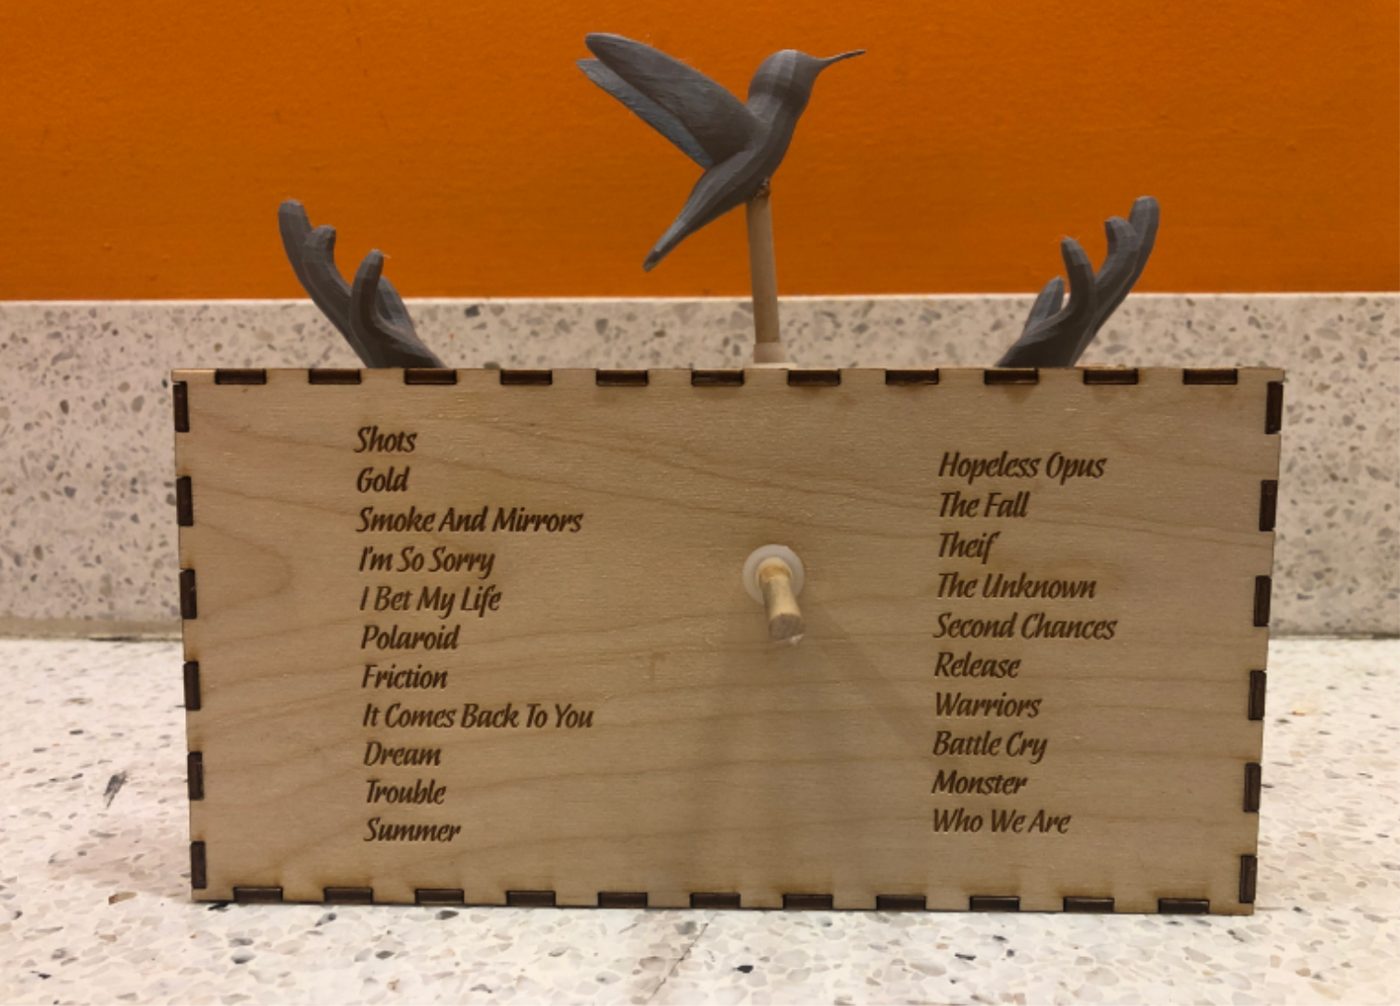 Shots
Gold
Smoke And Mirrors
I'm So Sorry
I Bet My Life
Polaroid
Friction
It Comes Back To You
Dream
Trouble
Summer
Hopeless Opus
The Fall
Theif
The Unknown
Second Chances
Release
Warriors
Battle Cry
Monster
Who We Are